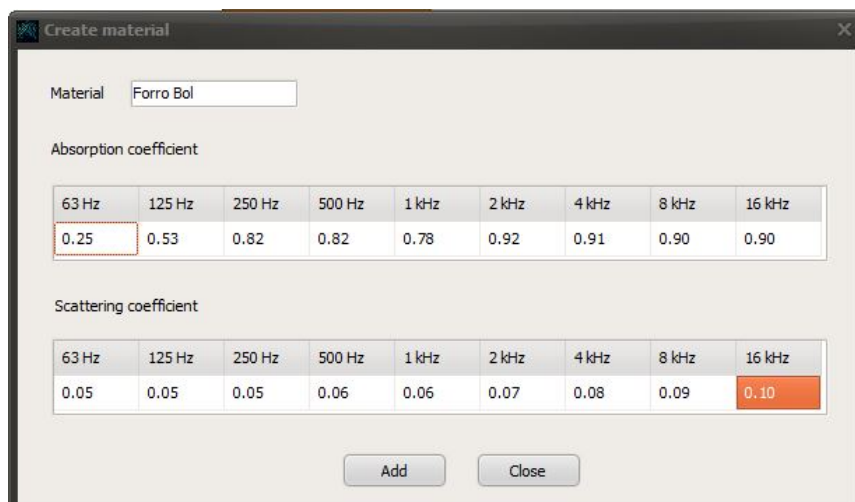 Create material
Material Forro Bol
Absorption coefficient
63 Hz 125 Hz 250 Hz 500 Hz 1 kHz 2 kHz 4 kHz 8 kHz 16 kHz
0.25 0.53 0.82 0.82 0.78 0.92 0.91 0.90 0.90
Scattering coefficient
63 Hz 125 Hz 250 Hz 500 Hz 1 kHz 2 kHz 4 kHz 8 kHz 16 kHz
0.05 0.05 0.05 0.06 0.06 0.07 0.08 0.09 0.10
Add Close